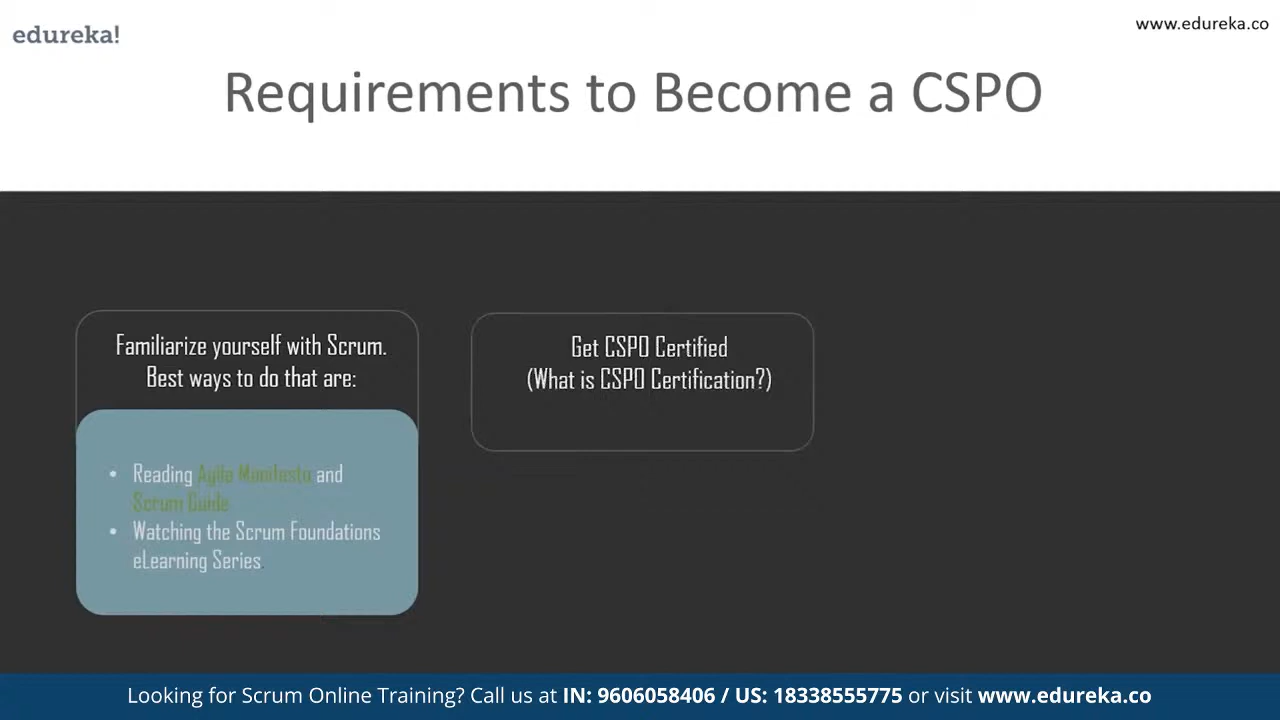 edureka!
www.edureka.co
Requirements to Become a CSPO
Familiarize yourself with Scrum.
Best ways to do that are:
• Reading Agile Manifesto and
Scrum Guide
• Watching the Scrum Foundations
eLearning Series.
Get CSPO Certified
(What is CSPO Certification?)
Looking for Scrum Online Training? Call us at IN: 9606058406 / US: 18338555775 or visit www.edureka.co